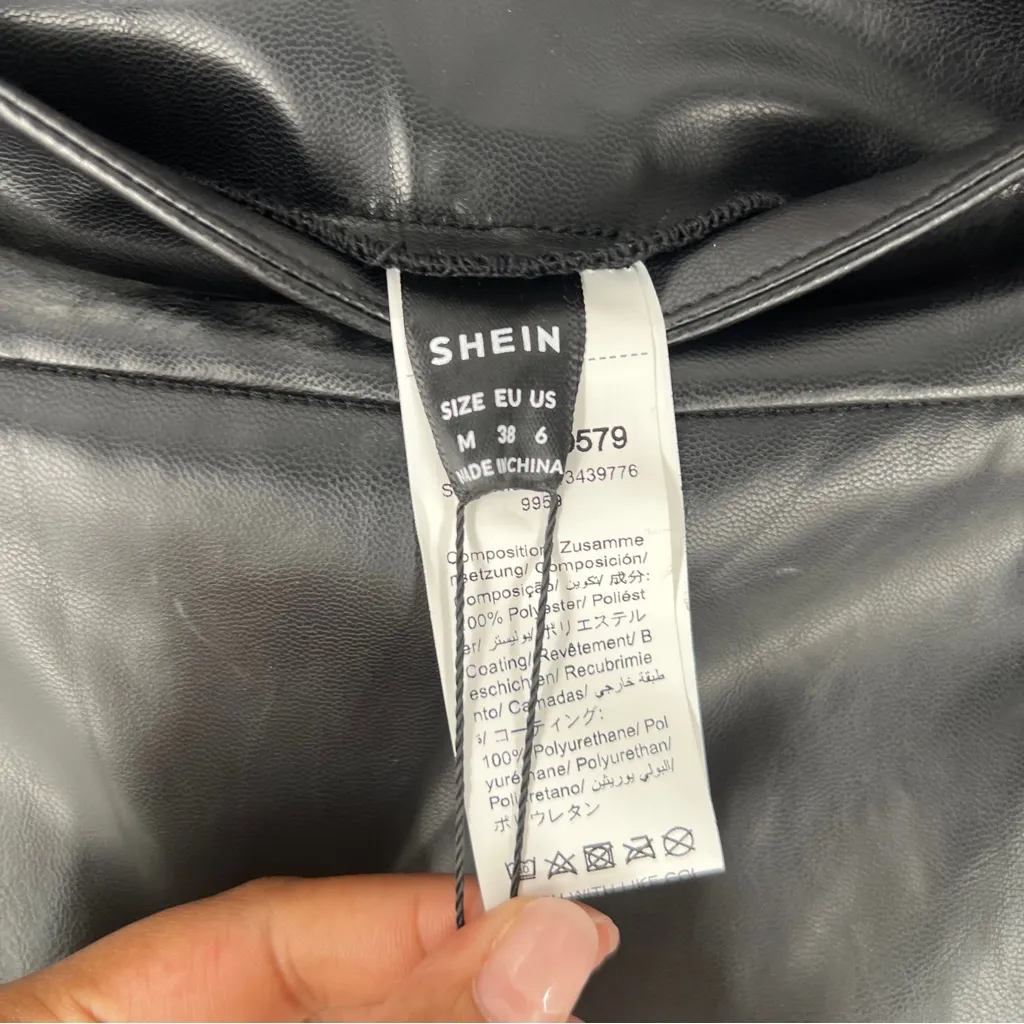 SHEIN
SIZE EU US
M 38 6
MADE IN CHINA
579
3439776
995
Composition/ Zusamme
nsetzung/ Composición/
omposição/ تكوين/ 成分:
100% Polyester/ Poliést
er/ بوليستر/ ポリエステル
Coating/ Revêtement/ B
eschichten/ Recubrimie
nto/ Camadas/ طبقة خارجي
ة/ コーティング:
100% Polyurethane/ Pol
yuréthane/ Polyurethan/
Poliuretano/ البولي يوريثين/
ポリウレタン
WITH LIKE COL